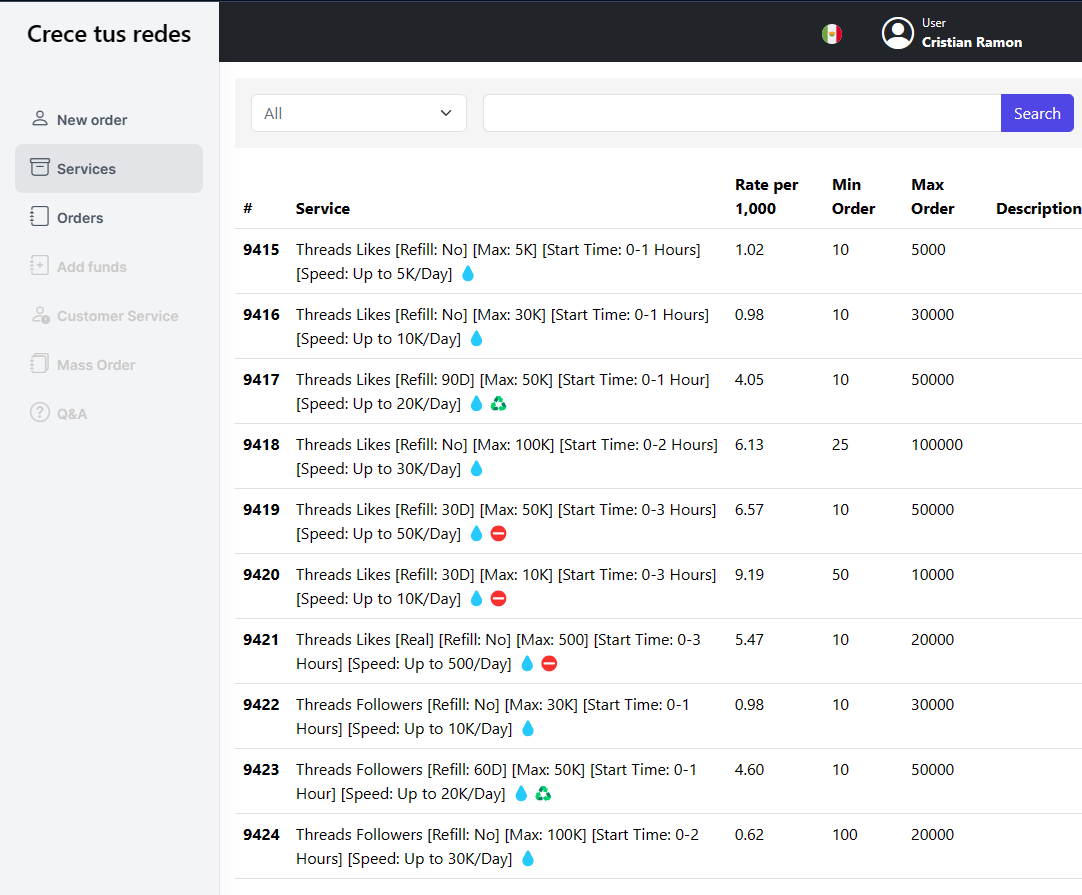 Crece tus redes
User
Cristian Ramon
New order
Services
Orders
Add funds
Customer Service
Mass Order
Q&A
All
Search
# Service Rate per 1,000 Min Order Max Order Description
9415 Threads Likes [Refill: No] [Max: 5K] [Start Time: 0-1 Hours] 1.02 10 5000
[Speed: Up to 5K/Day] 💧
9416 Threads Likes [Refill: No] [Max: 30K] [Start Time: 0-1 Hours] 0.98 10 30000
[Speed: Up to 10K/Day] 💧
9417 Threads Likes [Refill: 90D] [Max: 50K] [Start Time: 0-1 Hour] 4.05 10 50000
[Speed: Up to 20K/Day] 💧 ♻
9418 Threads Likes [Refill: No] [Max: 100K] [Start Time: 0-2 Hours] 6.13 25 100000
[Speed: Up to 30K/Day] 💧
9419 Threads Likes [Refill: 30D] [Max: 50K] [Start Time: 0-3 Hours] 6.57 10 50000
[Speed: Up to 50K/Day] 💧 ⛔
9420 Threads Likes [Refill: 30D] [Max: 10K] [Start Time: 0-3 Hours] 9.19 50 10000
[Speed: Up to 10K/Day] 💧 ⛔
9421 Threads Likes [Real] [Refill: No] [Max: 500] [Start Time: 0-3 5.47 10 20000
Hours] [Speed: Up to 500/Day] 💧 ⛔
9422 Threads Followers [Refill: No] [Max: 30K] [Start Time: 0-1 0.98 10 30000
Hours] [Speed: Up to 10K/Day] 💧
9423 Threads Followers [Refill: 60D] [Max: 50K] [Start Time: 0-1 4.60 10 50000
Hour] [Speed: Up to 20K/Day] 💧 ♻
9424 Threads Followers [Refill: No] [Max: 100K] [Start Time: 0-2 0.62 100 20000
Hours] [Speed: Up to 30K/Day] 💧